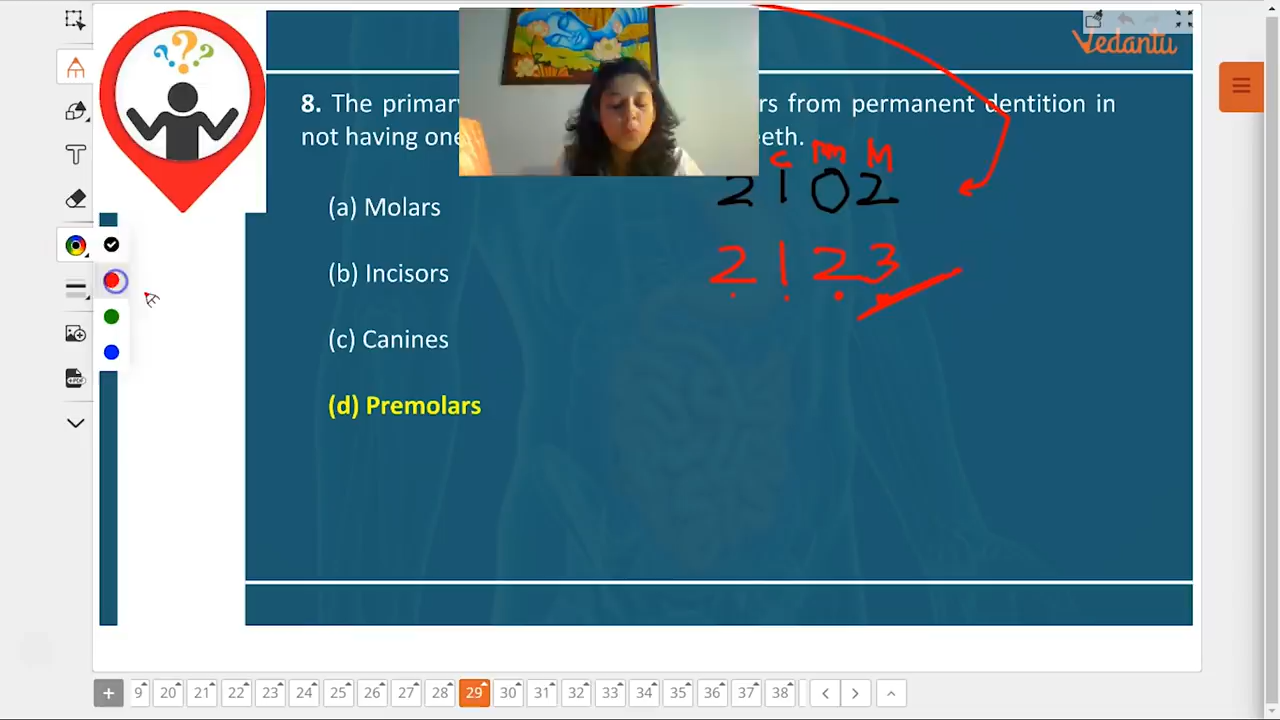 Vedantu
8. The primary rs from permanent dentition in
not having one eeth.
c m M
2 1 0 2
(a) Molars
2 1 2 3
(b) Incisors
(c) Canines
(d) Premolars
9 20 21 22 23 24 25 26 27 28 29 30 31 32 33 34 35 36 37 38